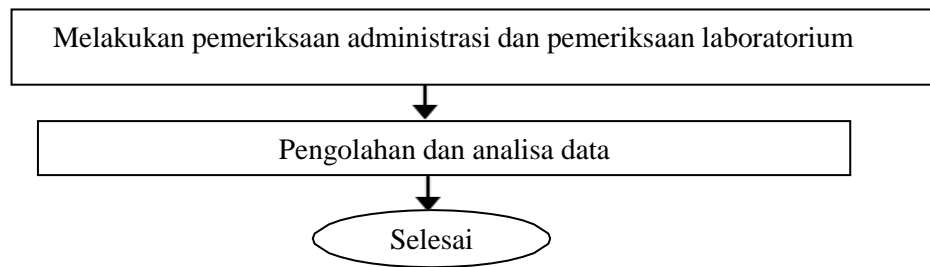 Melakukan pemeriksaan administrasi dan pemeriksaan laboratorium
Pengolahan dan analisa data
Selesai